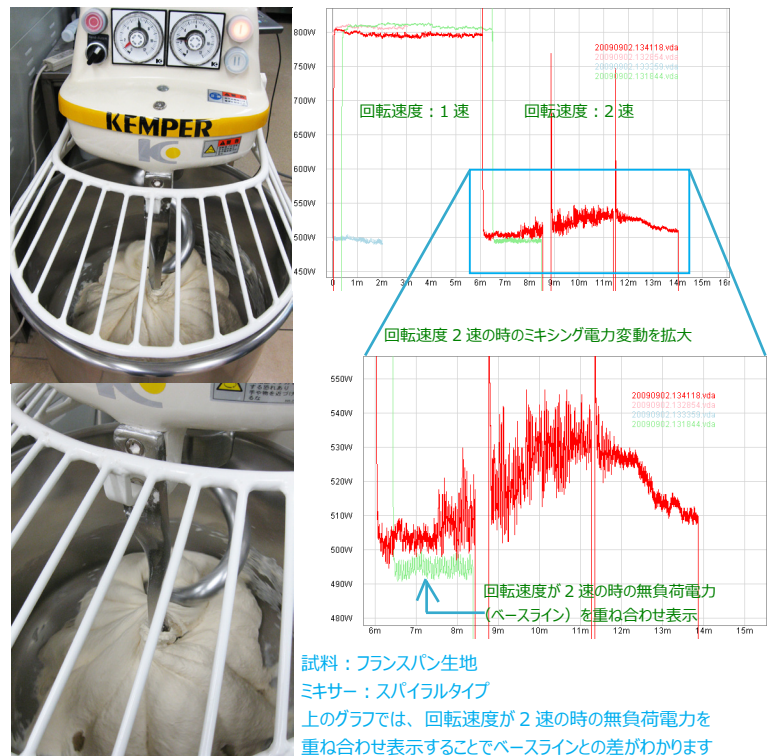 KEMPER
800W
750W
700W
650W
600W
550W
500W
450W
20090902.134118.vda
20090902.132854.vda
20090902.133359.vda
20090902.131844.vda
回転速度：1 速
回転速度：2 速
0 1m 2m 3m 4m 5m 6m 7m 8m 9m 10m 11m 12m 13m 14m 15m 16m
回転速度 2 速の時のミキシング電力変動を拡大
550W
540W
530W
520W
510W
500W
490W
480W
20090902.134118.vda
20090902.132854.vda
20090902.133359.vda
20090902.131844.vda
回転速度が 2 速の時の無負荷電力
（ベースライン）を重ね合わせ表示
6m 7m 8m 9m 10m 11m 12m 13m 14m 15m
試料：フランスパン生地
ミキサー：スパイラルタイプ
上のグラフでは、回転速度が 2 速の時の無負荷電力を
重ね合わせ表示することでベースラインとの差がわかります